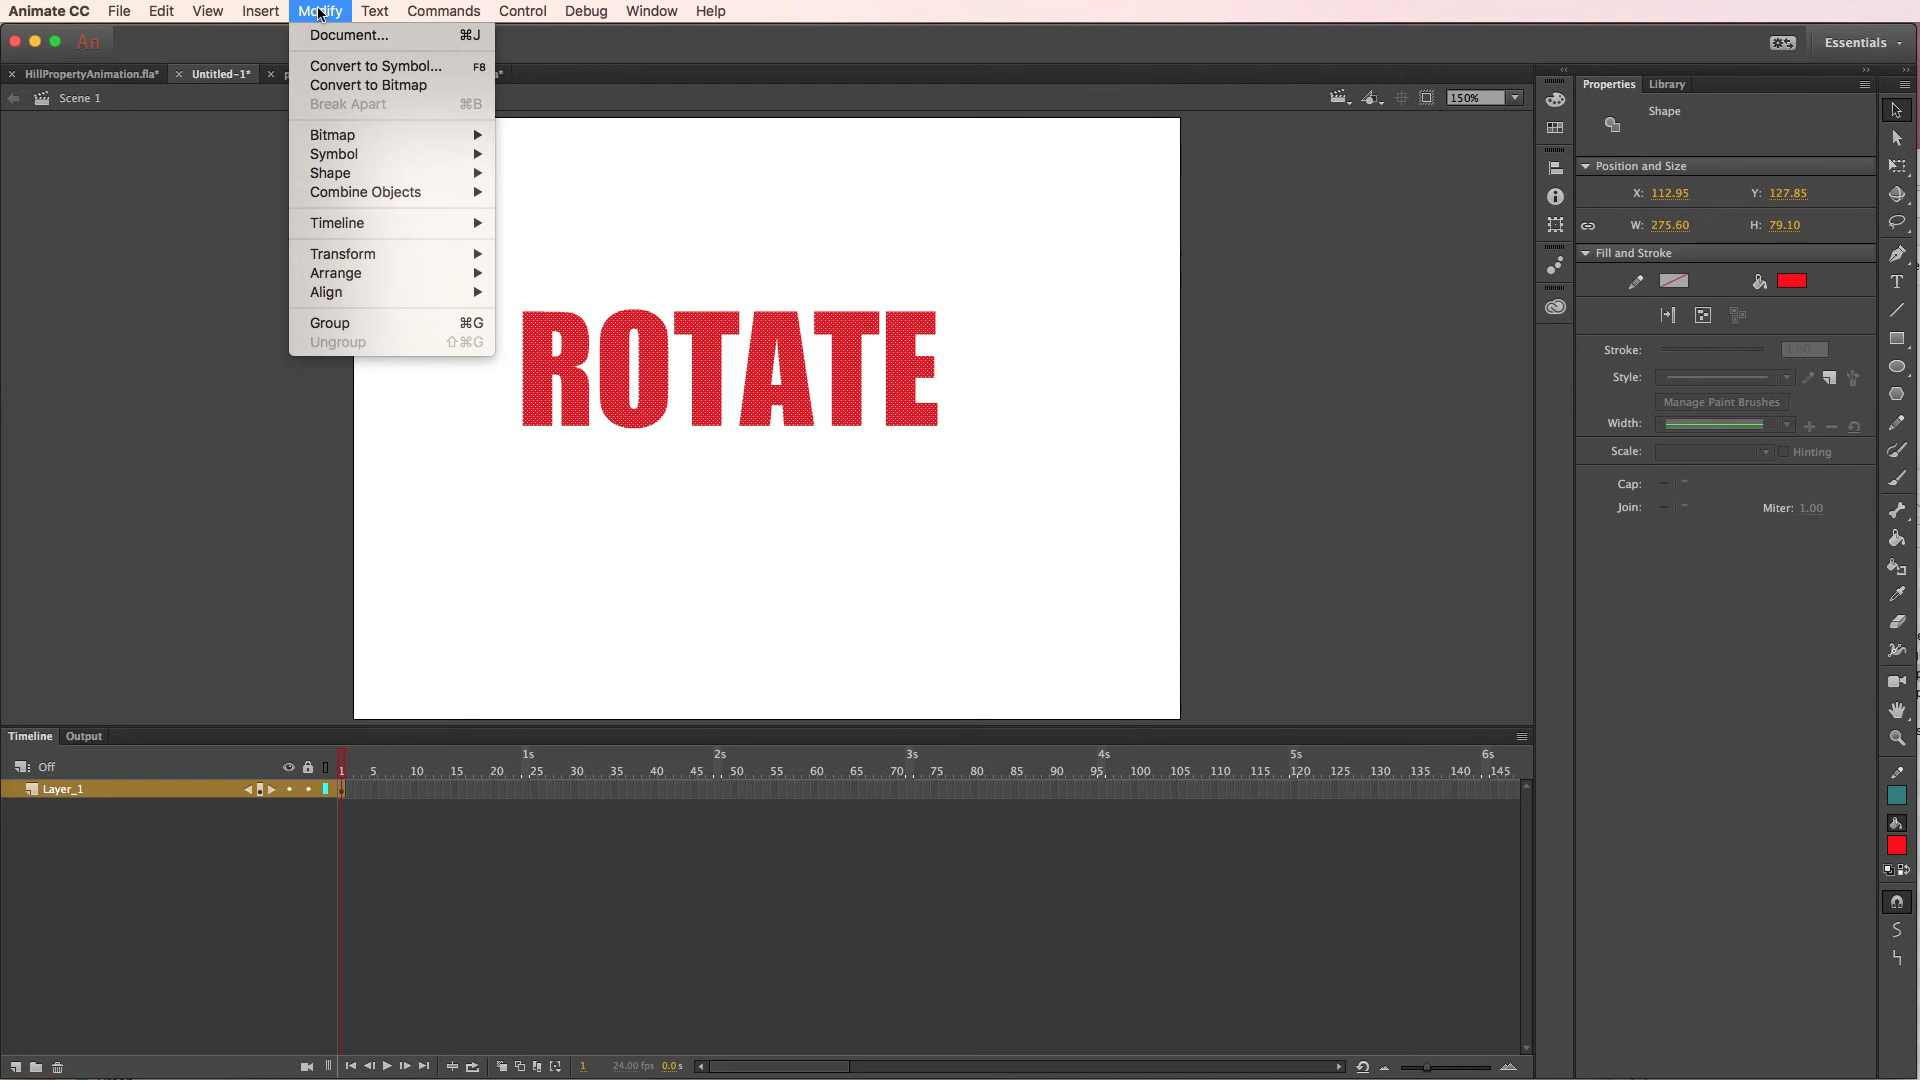 Animate CC File Edit View Insert Modify Text Commands Control Debug Window Help
An
Essentials
HillPropertyAnimation.fla*
Untitled-1*
Scene 1
150%
Document... ⌘J
Convert to Symbol... F8
Convert to Bitmap
Break Apart ⌘B
Bitmap
Symbol
Shape
Combine Objects
Timeline
Transform
Arrange
Align
Group ⌘G
Ungroup ⇧⌘G
ROTATE
Properties Library
Shape
Position and Size
X: 112.95 Y: 127.85
W: 275.60 H: 79.10
Fill and Stroke
Stroke: 1.00
Style:
Manage Paint Brushes
Width:
Scale: Hinting
Cap:
Join: Miter: 1.00
Timeline Output
1s 2s 3s 4s 5s 6s
Off 1 5 10 15 20 25 30 35 40 45 50 55 60 65 70 75 80 85 90 95 100 105 110 115 120 125 130 135 140 145
Layer_1
1 24.00 fps 0.0 s